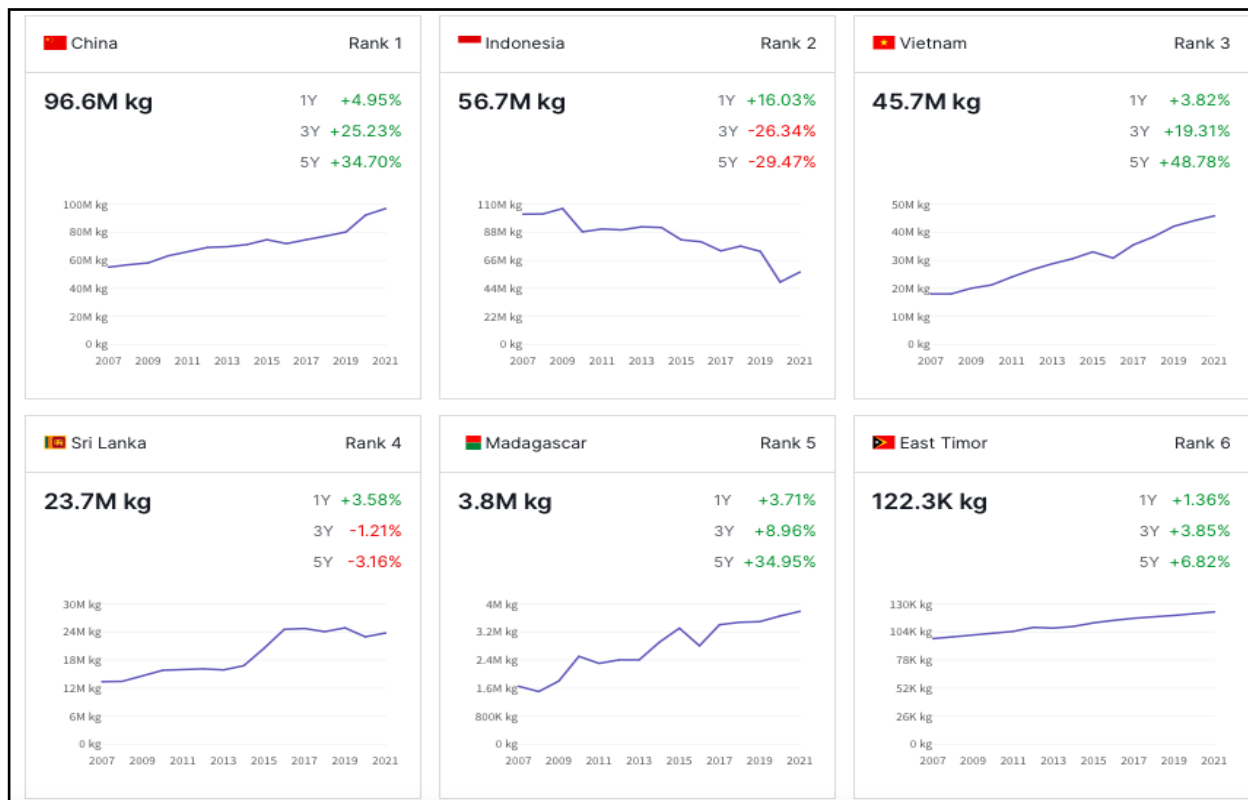 China Rank 1
96.6M kg
1Y +4.95%
3Y +25.23%
5Y +34.70%
100M kg
80M kg
60M kg
40M kg
20M kg
0 kg
2007 2009 2011 2013 2015 2017 2019 2021
Indonesia Rank 2
56.7M kg
1Y +16.03%
3Y -26.34%
5Y -29.47%
110M kg
88M kg
66M kg
44M kg
22M kg
0 kg
2007 2009 2011 2013 2015 2017 2019 2021
Vietnam Rank 3
45.7M kg
1Y +3.82%
3Y +19.31%
5Y +48.78%
50M kg
40M kg
30M kg
20M kg
10M kg
0 kg
2007 2009 2011 2013 2015 2017 2019 2021
Sri Lanka Rank 4
23.7M kg
1Y +3.58%
3Y -1.21%
5Y -3.16%
30M kg
24M kg
18M kg
12M kg
6M kg
0 kg
2007 2009 2011 2013 2015 2017 2019 2021
Madagascar Rank 5
3.8M kg
1Y +3.71%
3Y +8.96%
5Y +34.95%
4M kg
3.2M kg
2.4M kg
1.6M kg
800K kg
0 kg
2007 2009 2011 2013 2015 2017 2019 2021
East Timor Rank 6
122.3K kg
1Y +1.36%
3Y +3.85%
5Y +6.82%
130K kg
104K kg
78K kg
52K kg
26K kg
0 kg
2007 2009 2011 2013 2015 2017 2019 2021